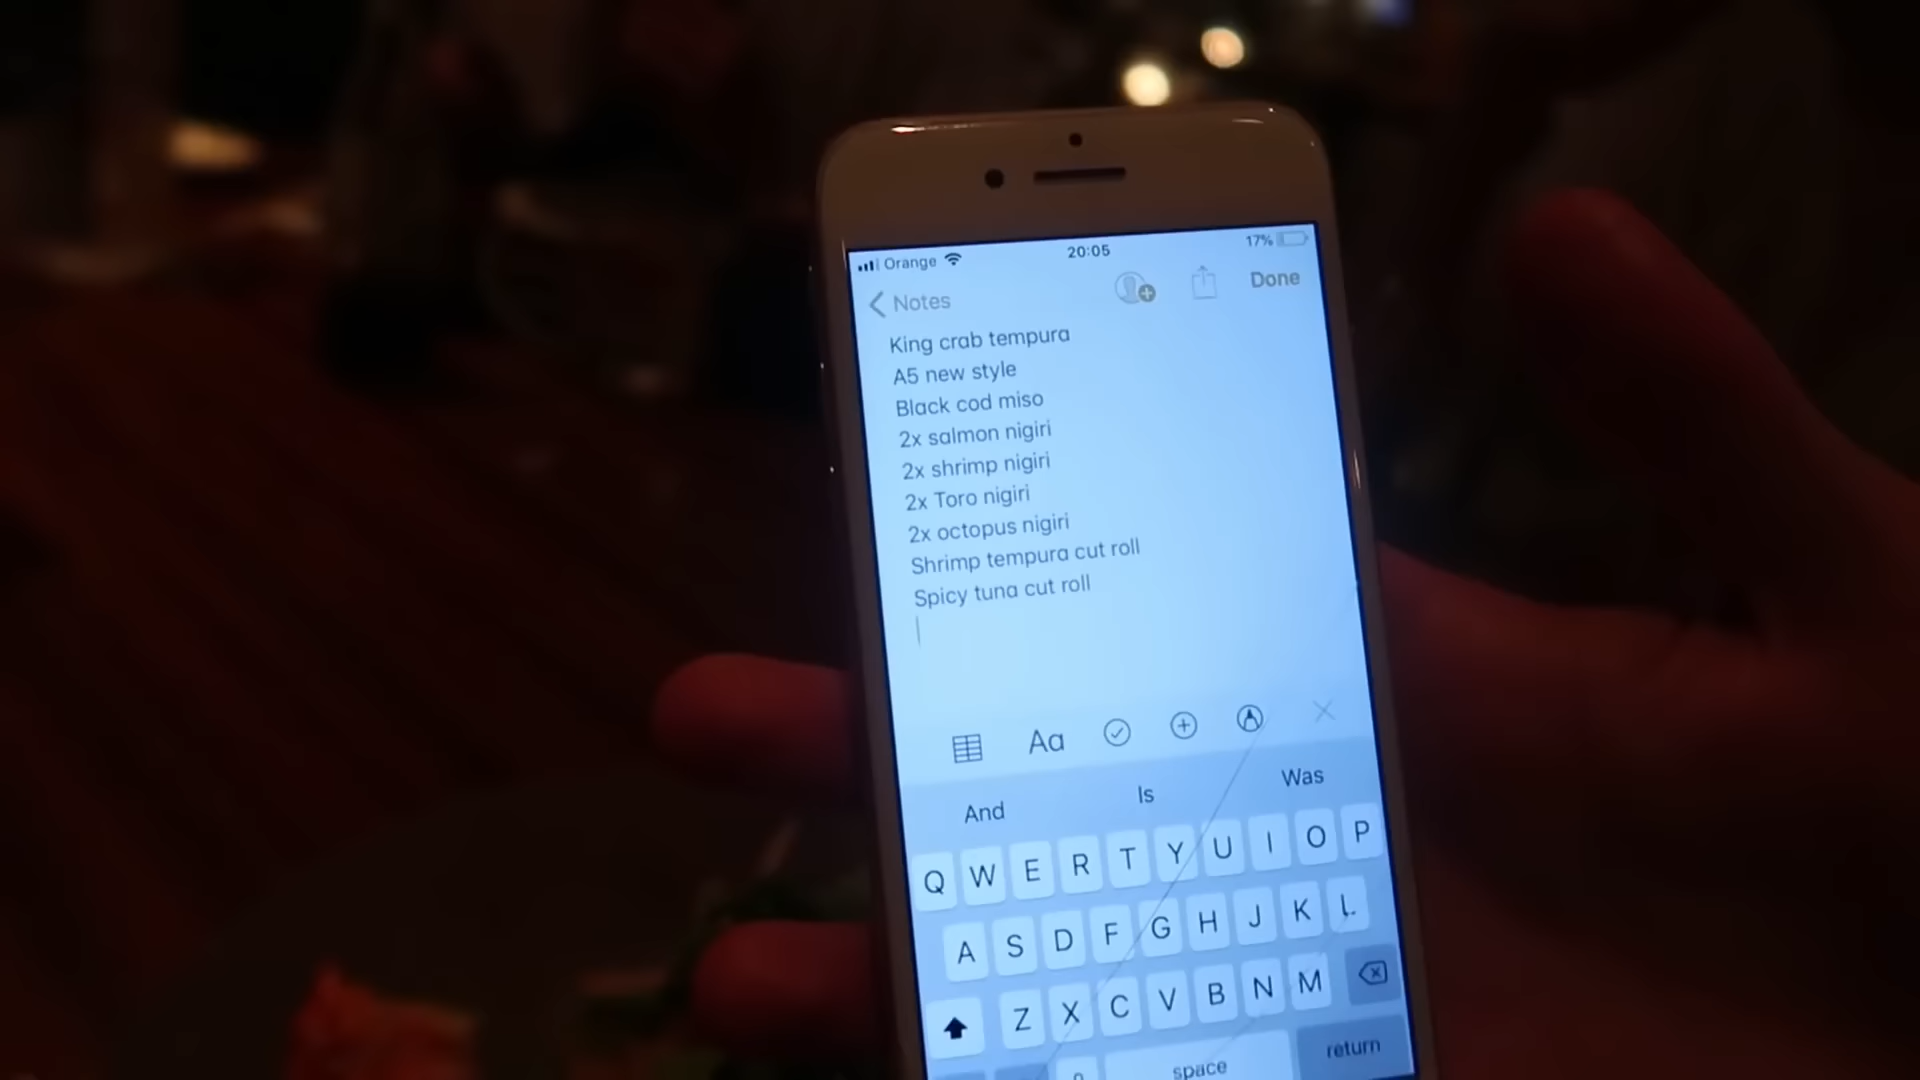 Orange 20:05 17%
Notes Done
King crab tempura
A5 new style
Black cod miso
2x salmon nigiri
2x shrimp nigiri
2x Toro nigiri
2x octopus nigiri
Shrimp tempura cut roll
Spicy tuna cut roll
Aa
And Is Was
Q W E R T Y U I O P
A S D F G H J K L
Z X C V B N M
space return